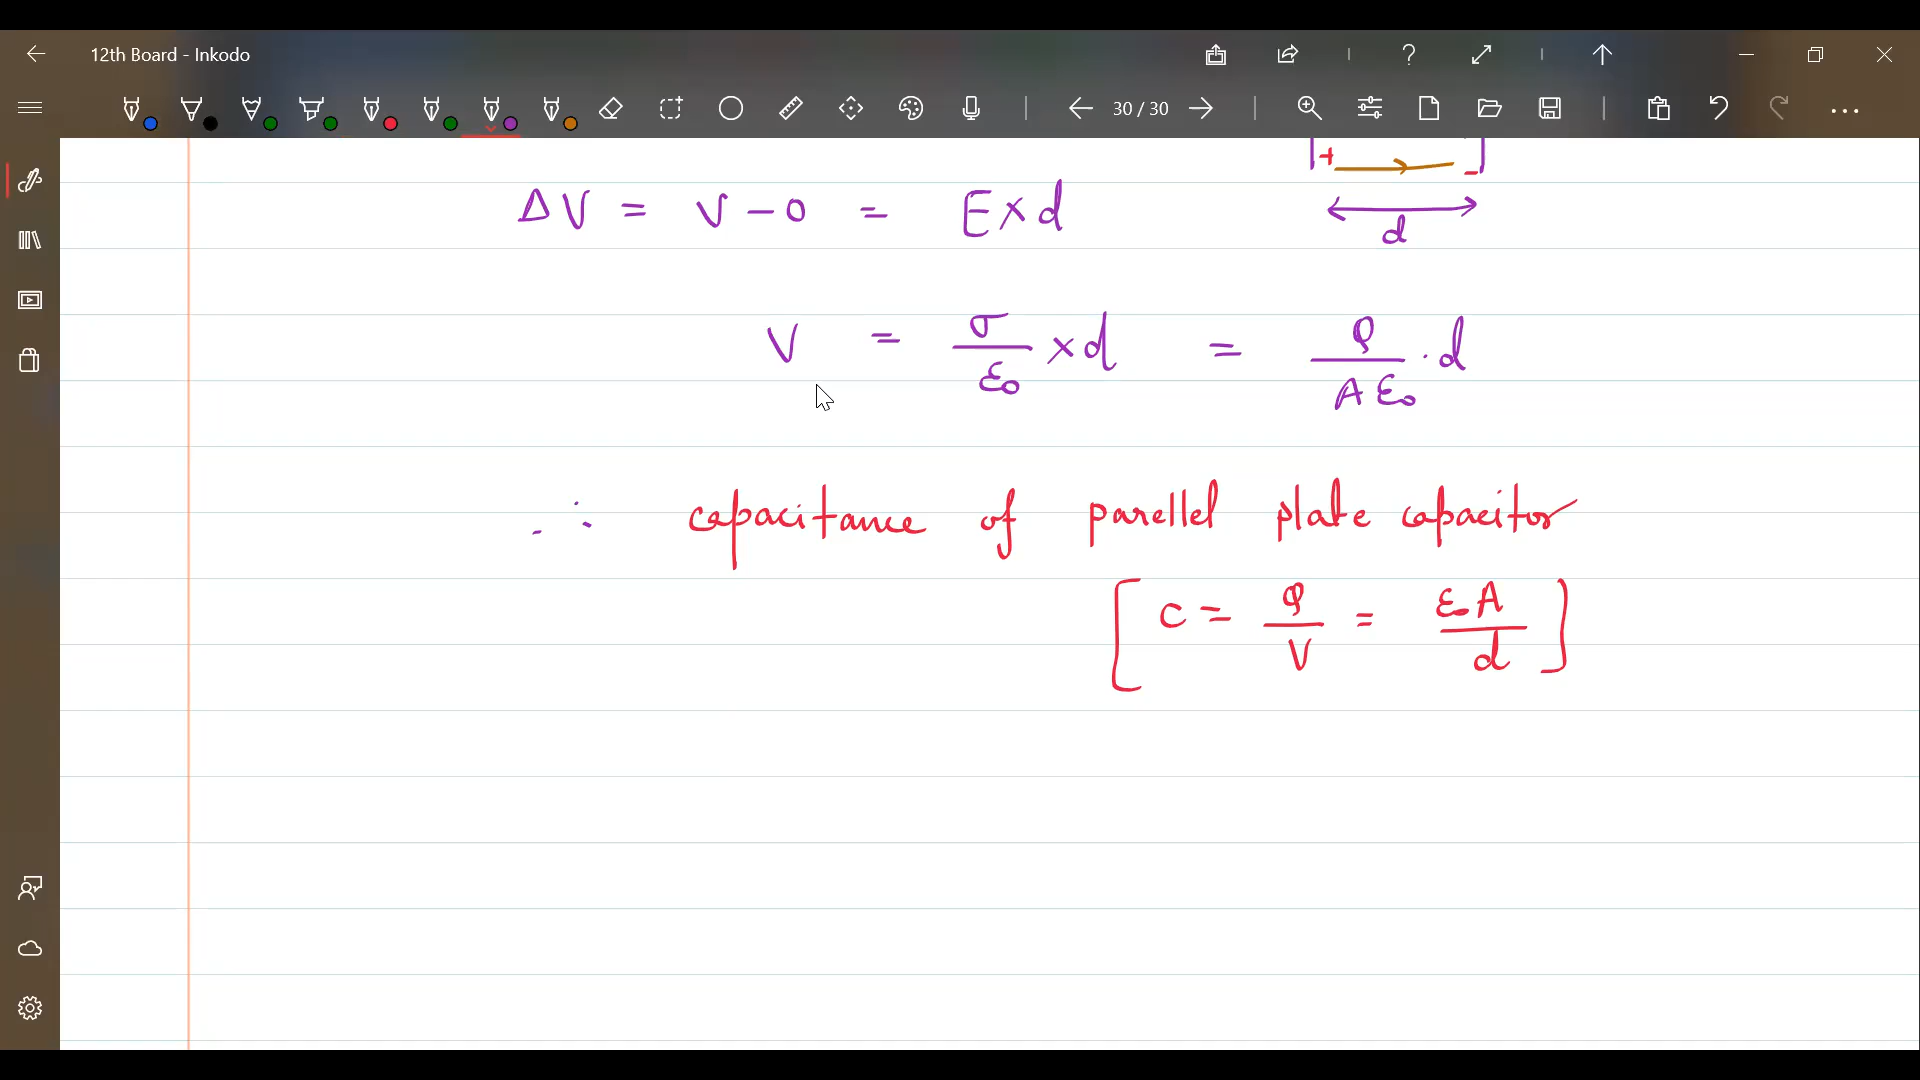 12th Board - Inkodo
30 / 30
+ -
ΔV = V - 0 = E × d
d
V = σ/ε₀ × d = Q/Aε₀ · d
∴ capacitance of parellel plate capacitor
[ C = Q/V = ε₀A/d ]